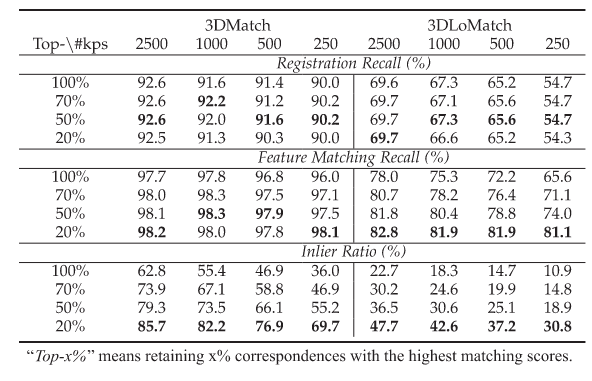 3DMatch 3DLoMatch
Top-\#kps 2500 1000 500 250 2500 1000 500 250
Registration Recall (%)
100% 92.6 91.6 91.4 90.0 69.6 67.3 65.2 54.7
70% 92.6 92.2 91.2 90.2 69.7 67.1 65.6 54.7
50% 92.6 92.0 91.6 90.2 69.7 67.3 65.6 54.7
20% 92.5 91.3 90.3 90.0 69.7 66.6 65.2 54.3
Feature Matching Recall (%)
100% 97.7 97.8 96.8 96.0 78.0 75.3 72.2 65.6
70% 98.0 98.3 97.5 97.1 80.7 78.2 76.4 71.1
50% 98.1 98.3 97.9 97.5 81.8 80.4 78.8 74.0
20% 98.2 98.0 97.8 98.1 82.8 81.9 81.9 81.1
Inlier Ratio (%)
100% 62.8 55.4 46.9 36.0 22.7 18.3 14.7 10.9
70% 73.9 67.1 58.8 46.9 30.2 24.6 19.9 14.8
50% 79.3 73.5 66.1 55.2 36.5 30.6 25.1 18.9
20% 85.7 82.2 76.9 69.7 47.7 42.6 37.2 30.8
“Top-x%” means retaining x% correspondences with the highest matching scores.